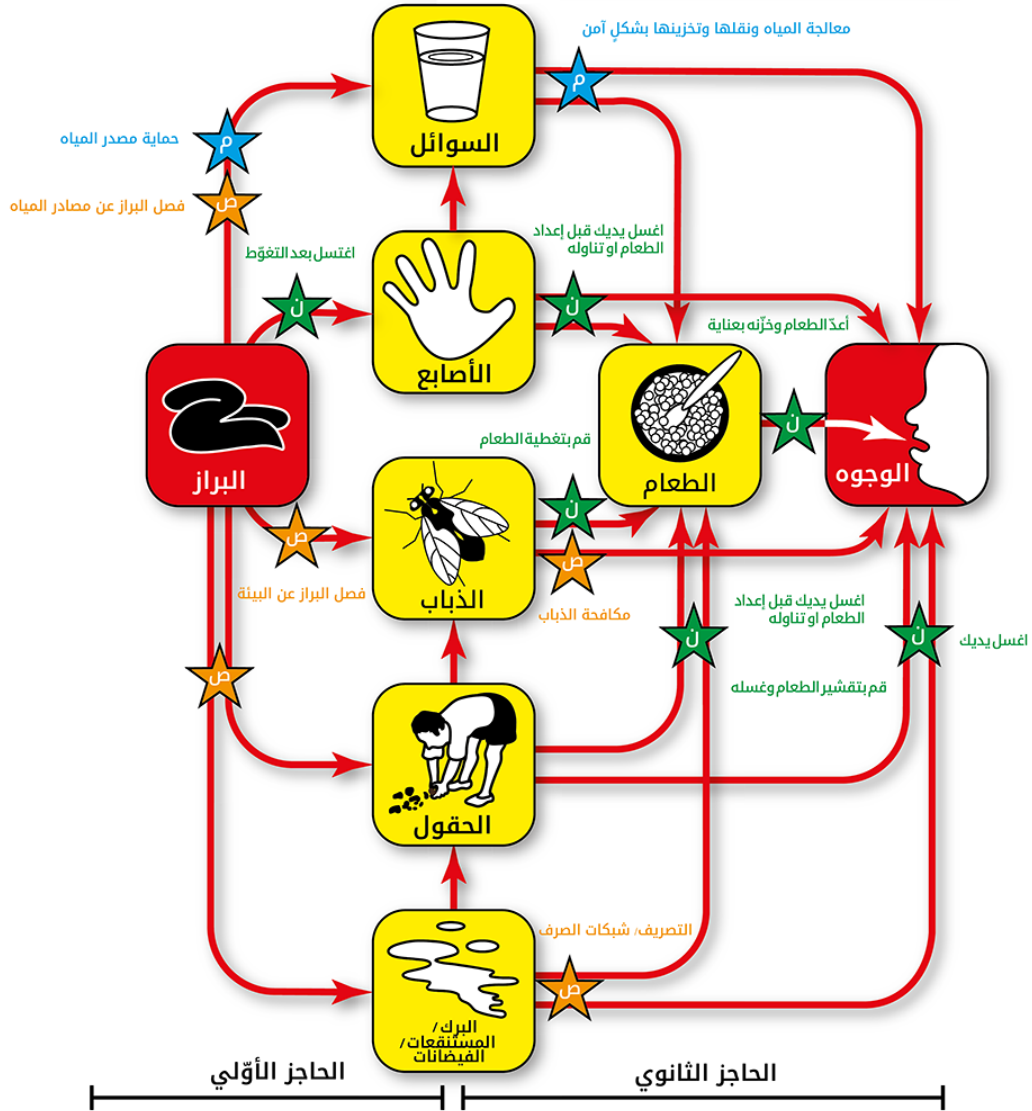 معالجة المياه ونقلها وتخزينها بشكلٍ آمن
م
السوائل
م
حماية مصدر المياه
ص
فصل البراز عن مصادر المياه
اغسل يديك قبل إعداد
الطعام او تناوله
اغتسل بعد التغوّط
ن
ن
أعدّ الطعام وخزّنه بعناية
الأصابع
البراز
الطعام
ن
الوجوه
قم بتغطية الطعام
ن
ص
ص
فصل البراز عن البيئة
الذباب
مكافحة الذباب
اغسل يديك قبل إعداد
الطعام او تناوله
ن
ن
اغسل يديك
قم بتقشير الطعام وغسله
ص
الحقول
التصريف/ شبكات الصرف
ص
البرك/
المستنقعات/
الفيضانات
الحاجز الثانوي
الحاجز الأوّلي